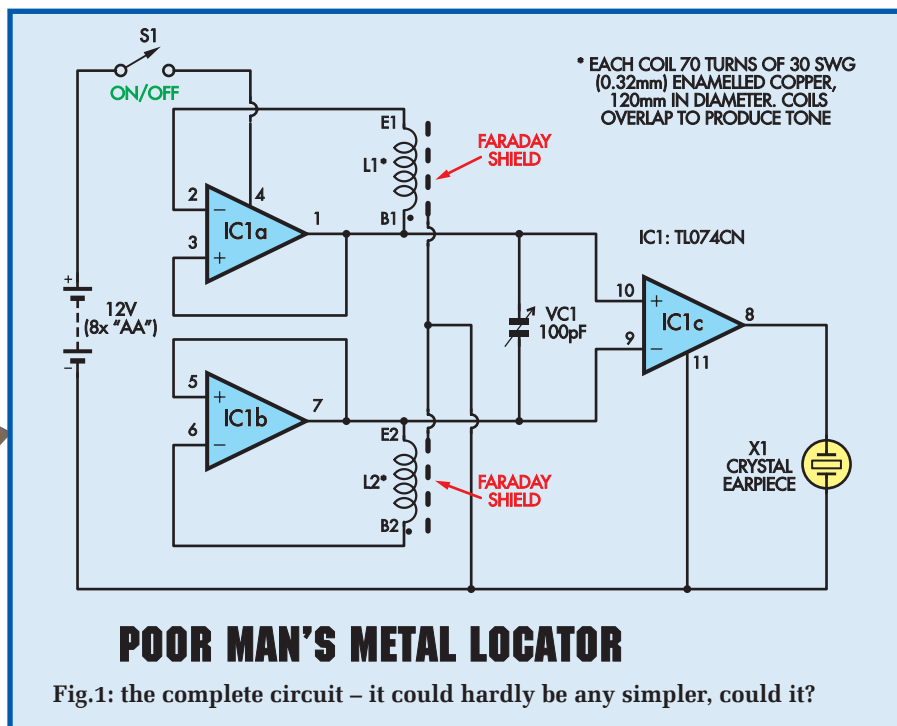 S1
ON/OFF
* EACH COIL 70 TURNS OF 30 SWG
(0.32mm) ENAMELLED COPPER,
120mm IN DIAMETER. COILS
OVERLAP TO PRODUCE TONE
E1
L1*
B1
FARADAY
SHIELD
2
3
4
1
−
+
IC1a
IC1: TL074CN
+
12V
(8x “AA”)
−
VC1
100pF
10
9
8
11
+
−
IC1c
5
6
7
+
−
IC1b
E2
L2*
B2
FARADAY
SHIELD
X1
CRYSTAL
EARPIECE
POOR MAN’S METAL LOCATOR
Fig.1: the complete circuit – it could hardly be any simpler, could it?